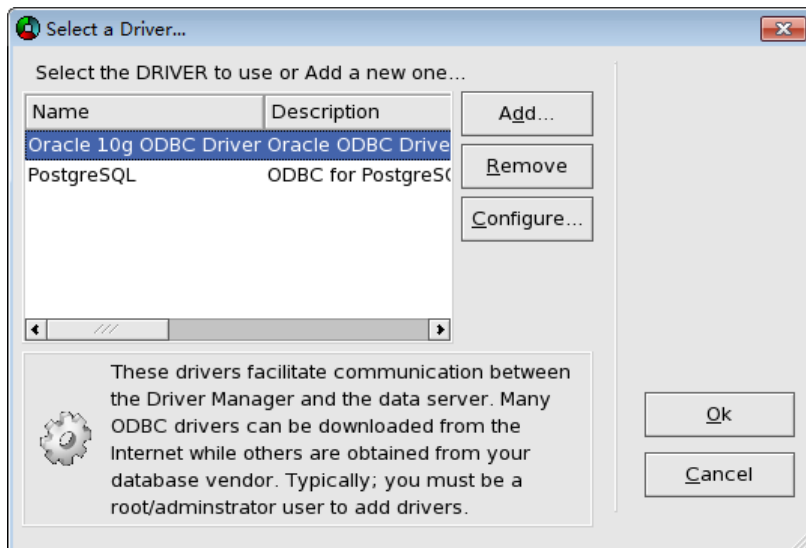 Select a Driver...
Select the DRIVER to use or Add a new one...
Name Description
Oracle 10g ODBC Driver Oracle ODBC Drive
PostgreSQL ODBC for PostgreSQ
Add...
Remove
Configure...
These drivers facilitate communication between
the Driver Manager and the data server. Many
ODBC drivers can be downloaded from the
Internet while others are obtained from your
database vendor. Typically; you must be a
root/adminstrator user to add drivers.
Ok
Cancel